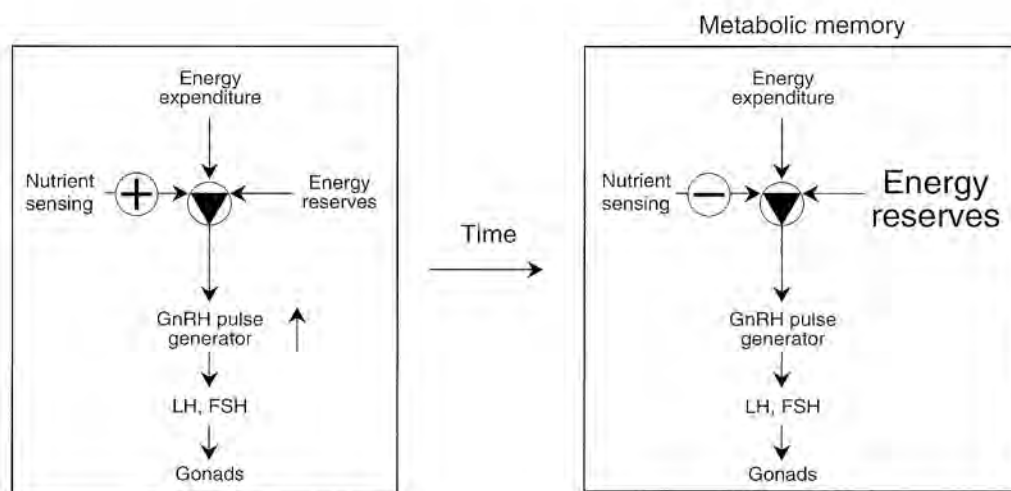 Metabolic memory
Energy
expenditure
Nutrient
sensing
+
Energy
reserves
GnRH pulse
generator
LH, FSH
Gonads
Time
Energy
expenditure
Nutrient
sensing
−
Energy
reserves
GnRH pulse
generator
LH, FSH
Gonads